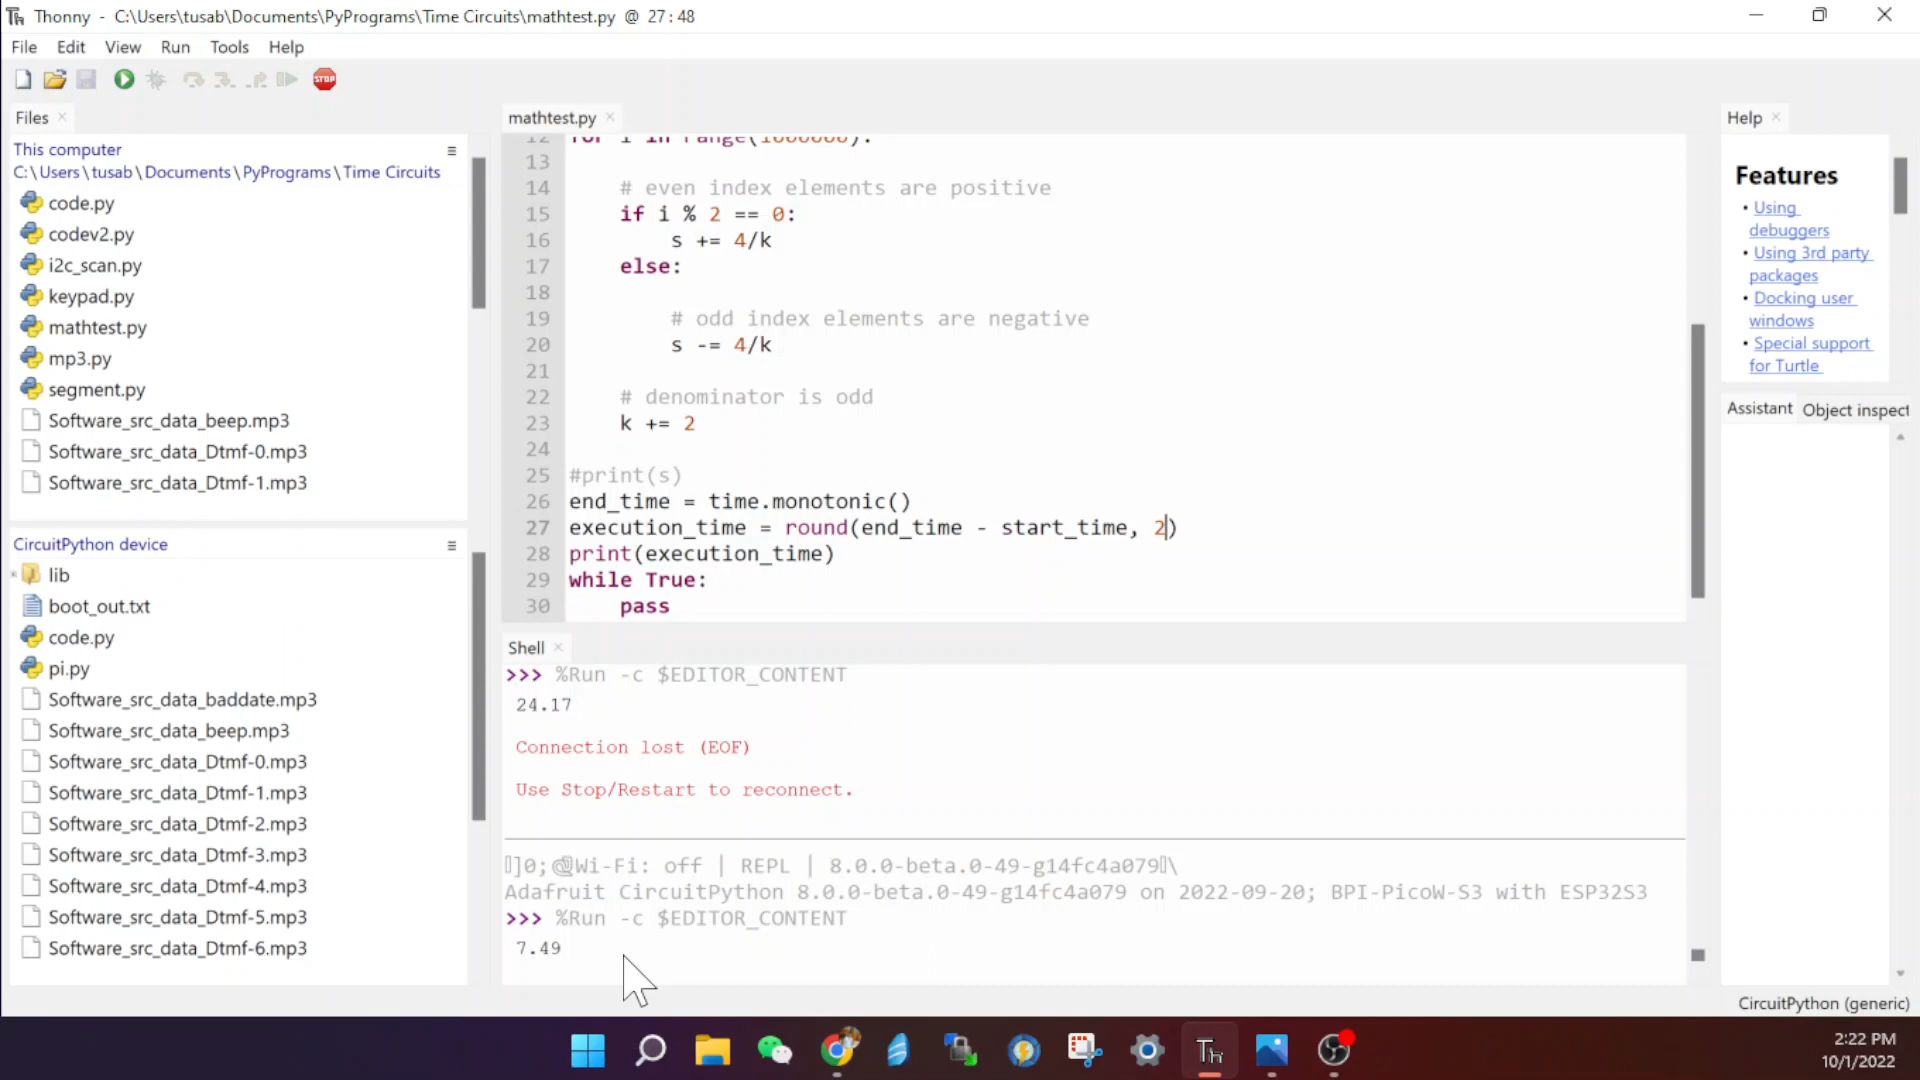 Thonny - C:\Users\tusab\Documents\PyPrograms\Time Circuits\mathtest.py @ 27:48
File Edit View Run Tools Help
STOP
Files
This computer
C:\Users\tusab\Documents\PyPrograms\Time Circuits
code.py
codev2.py
i2c_scan.py
keypad.py
mathtest.py
mp3.py
segment.py
Software_src_data_beep.mp3
Software_src_data_Dtmf-0.mp3
Software_src_data_Dtmf-1.mp3
CircuitPython device
lib
boot_out.txt
code.py
pi.py
Software_src_data_baddate.mp3
Software_src_data_beep.mp3
Software_src_data_Dtmf-0.mp3
Software_src_data_Dtmf-1.mp3
Software_src_data_Dtmf-2.mp3
Software_src_data_Dtmf-3.mp3
Software_src_data_Dtmf-4.mp3
Software_src_data_Dtmf-5.mp3
Software_src_data_Dtmf-6.mp3
mathtest.py
12 for i in range(1000000):
13
14 # even index elements are positive
15 if i % 2 == 0:
16 s += 4/k
17 else:
18
19 # odd index elements are negative
20 s -= 4/k
21
22 # denominator is odd
23 k += 2
24
25 #print(s)
26 end_time = time.monotonic()
27 execution_time = round(end_time - start_time, 2)
28 print(execution_time)
29 while True:
30 pass
Shell
>>> %Run -c $EDITOR_CONTENT
24.17
Connection lost (EOF)
Use Stop/Restart to reconnect.
]0;Wi-Fi: off | REPL | 8.0.0-beta.0-49-g14fc4a079\
Adafruit CircuitPython 8.0.0-beta.0-49-g14fc4a079 on 2022-09-20; BPI-PicoW-S3 with ESP32S3
>>> %Run -c $EDITOR_CONTENT
7.49
Help
Features
• Using
debuggers
• Using 3rd party
packages
• Docking user
windows
• Special support
for Turtle
Assistant Object inspect
CircuitPython (generic)
Th
2:22 PM
10/1/2022